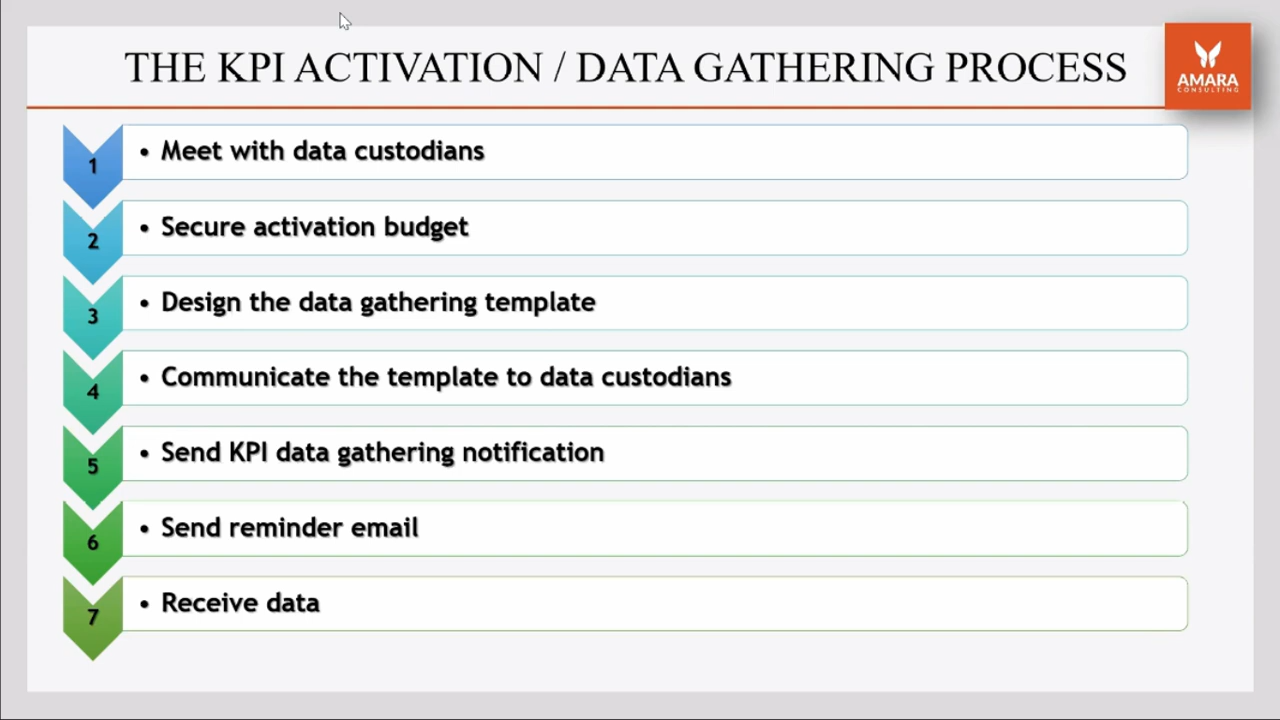 THE KPI ACTIVATION / DATA GATHERING PROCESS
AMARA
CONSULTING
1
• Meet with data custodians
2
• Secure activation budget
3
• Design the data gathering template
4
• Communicate the template to data custodians
5
• Send KPI data gathering notification
6
• Send reminder email
7
• Receive data